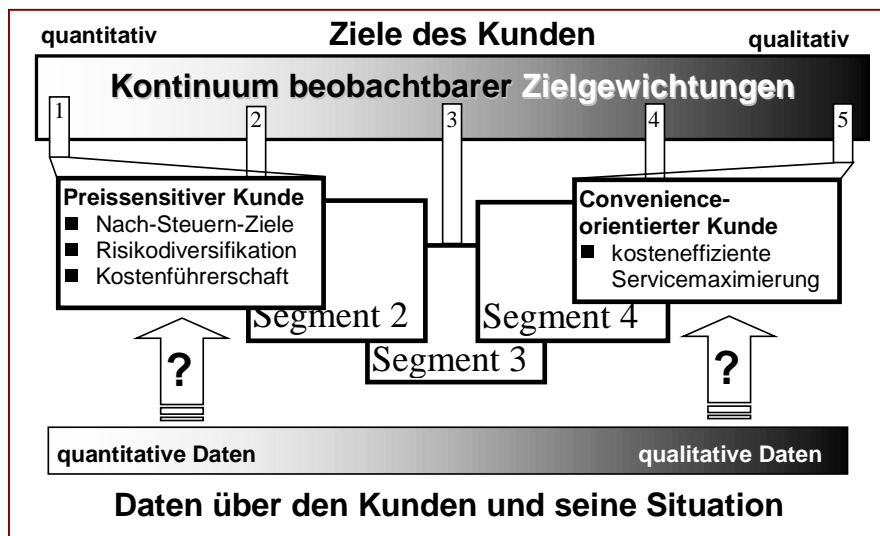 quantitativ
Ziele des Kunden
qualitativ
Kontinuum beobachtbarer Zielgewichtungen
1
2
3
4
5
Preissensitiver Kunde
■ Nach-Steuern-Ziele
■ Risikodiversifikation
■ Kostenführerschaft
Segment 2
Segment 3
Segment 4
Convenience-
orientierter Kunde
■ kosteneffiziente
Servicemaximierung
?
?
quantitative Daten
qualitative Daten
Daten über den Kunden und seine Situation